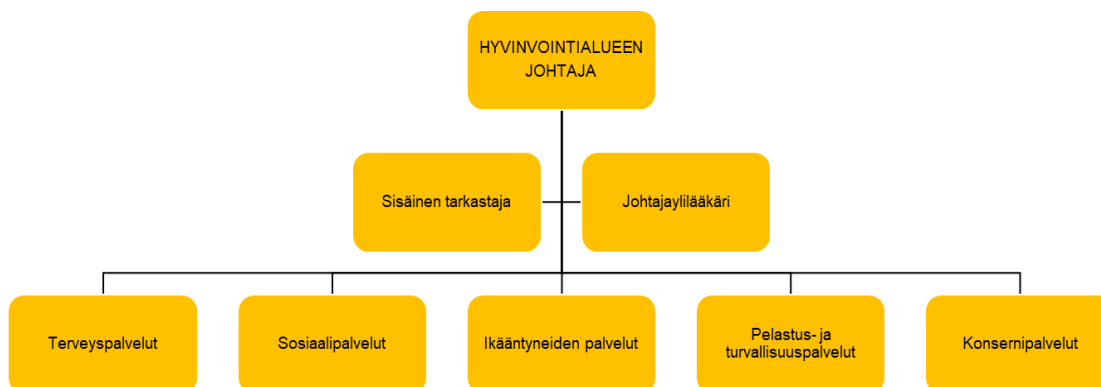 HYVINVOINTIALUEEN
JOHTAJA
Sisäinen tarkastaja
Johtajaylilääkäri
Terveyspalvelut
Sosiaalipalvelut
Ikääntyneiden palvelut
Pelastus- ja
turvallisuuspalvelut
Konsernipalvelut